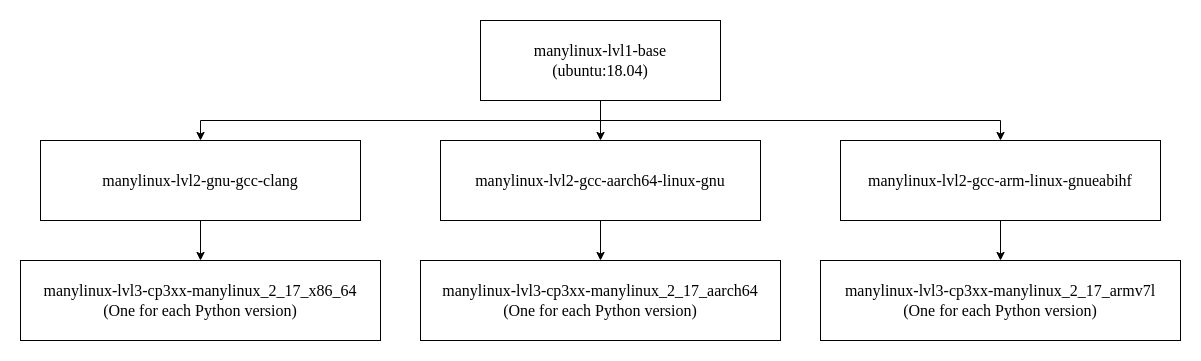 manylinux-lvl1-base
(ubuntu:18.04)
manylinux-lvl2-gnu-gcc-clang
manylinux-lvl2-gcc-aarch64-linux-gnu
manylinux-lvl2-gcc-arm-linux-gnueabihf
manylinux-lvl3-cp3xx-manylinux_2_17_x86_64
(One for each Python version)
manylinux-lvl3-cp3xx-manylinux_2_17_aarch64
(One for each Python version)
manylinux-lvl3-cp3xx-manylinux_2_17_armv7l
(One for each Python version)